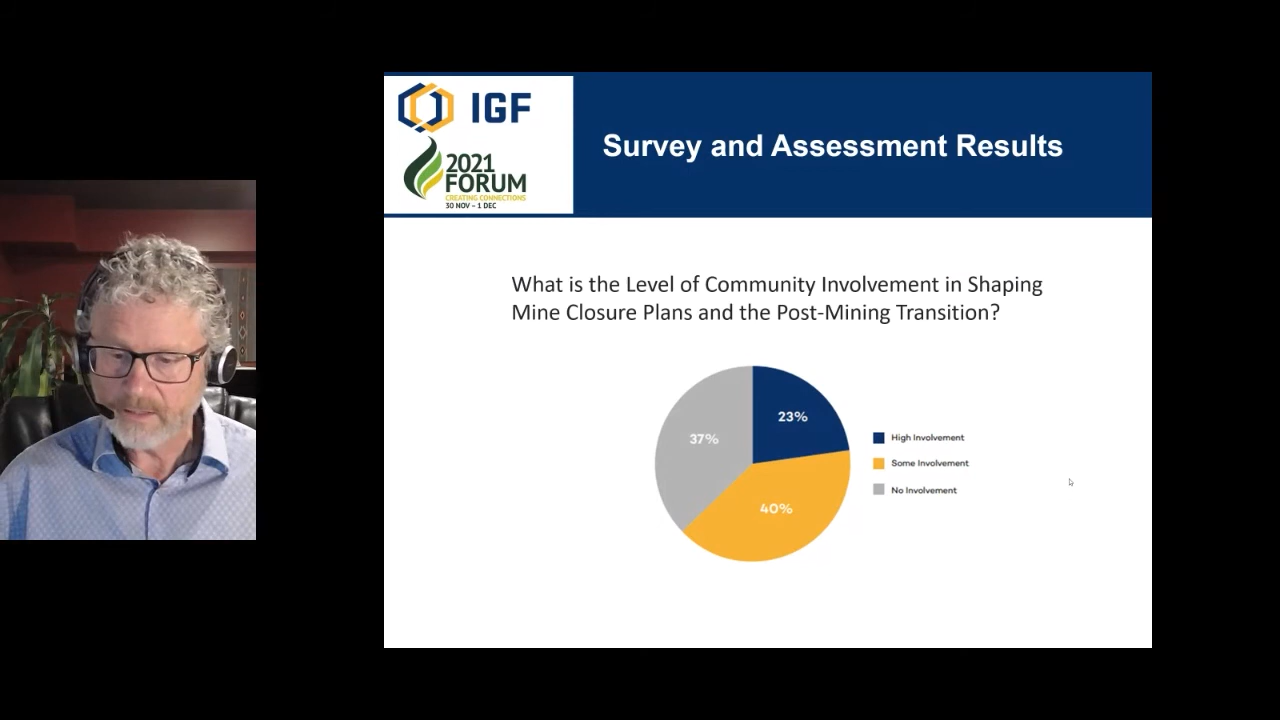 IGF
2021
FORUM
CREATING CONNECTIONS
30 NOV – 1 DEC
Survey and Assessment Results
What is the Level of Community Involvement in Shaping
Mine Closure Plans and the Post-Mining Transition?
37%
23%
40%
High Involvement
Some Involvement
No Involvement